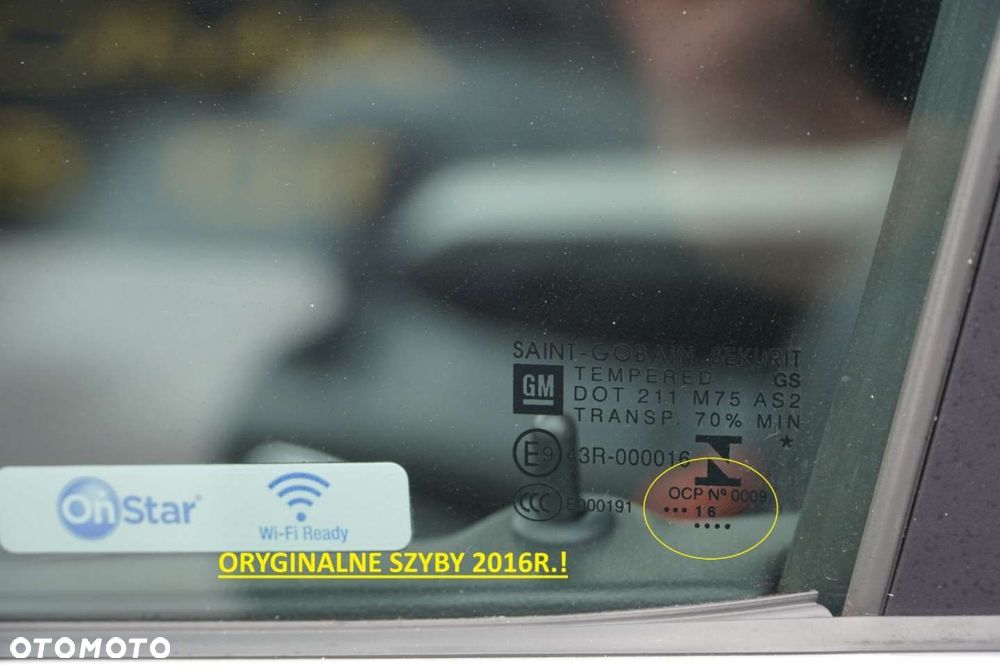 SAINT-GOBAIN SEKURIT
GM
TEMPERED GS
DOT 211 M75 AS2
TRANSP. 70% MIN
*
E9 43R-000016
CCC E000191
OCP Nº 0009
••• 16
••••
OnStar
Wi-Fi Ready
ORYGINALNE SZYBY 2016R.!
OTOMOTO